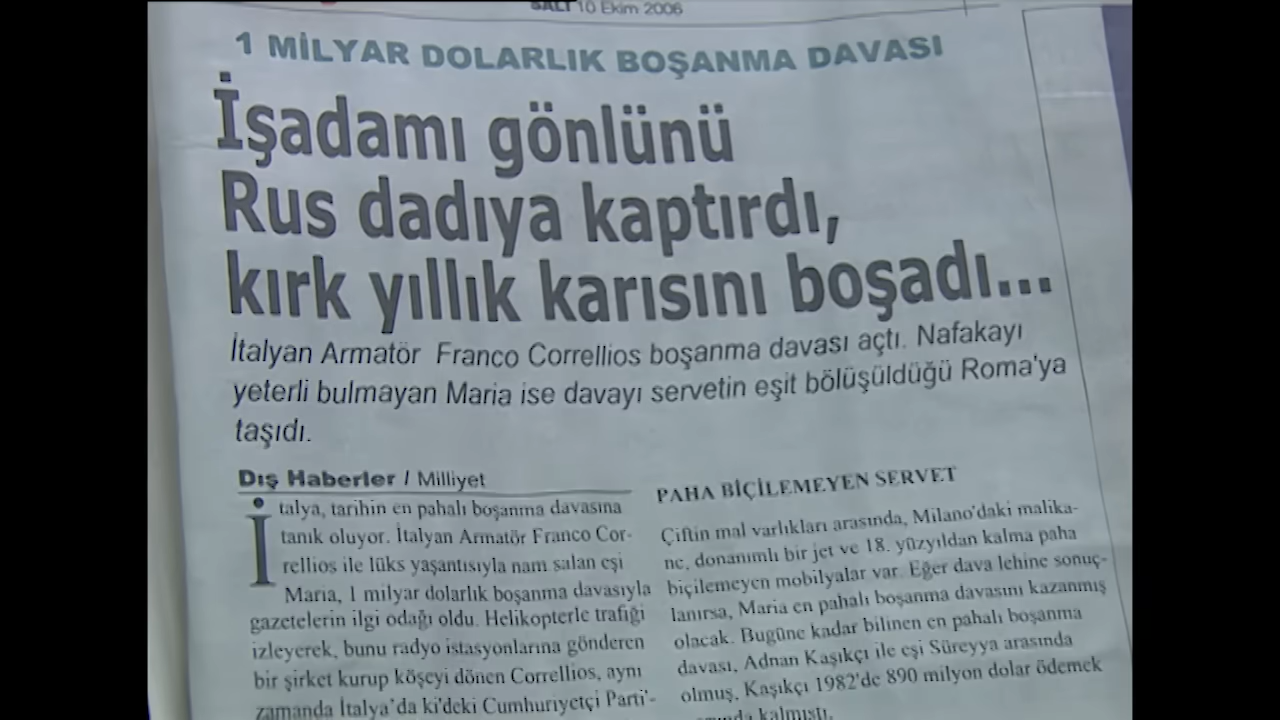 SALI 10 Ekim 2006
1 MİLYAR DOLARLIK BOŞANMA DAVASI
İşadamı gönlünü
Rus dadıya kaptırdı,
kırk yıllık karısını boşadı...
İtalyan Armatör Franco Correllios boşanma davası açtı. Nafakayı
yeterli bulmayan Maria ise davayı servetin eşit bölüşüldüğü Roma'ya
taşıdı.
Dış Haberler / Milliyet
İtalya, tarihin en pahalı boşanma davasına
tanık oluyor. İtalyan Armatör Franco Cor-
rellios ile lüks yaşantısıyla nam salan eşi
Maria, 1 milyar dolarlık boşanma davasıyla
gazetelerin ilgi odağı oldu. Helikopterle trafiği
izleyerek, bunu radyo istasyonlarına gönderen
bir şirket kurup köşeyi dönen Correllios, aynı
zamanda İtalya'da ki'deki Cumhuriyetçi Parti'-
PAHA BİÇİLEMEYEN SERVET
Çiftin mal varlıkları arasında, Milano'daki malika-
ne, donanımlı bir jet ve 18. yüzyıldan kalma paha
biçilemeyen mobilyalar var. Eğer dava lehine sonuç-
lanırsa, Maria en pahalı boşanma davasını kazanmış
olacak. Bugüne kadar bilinen en pahalı boşanma
davası, Adnan Kaşıkçı ile eşi Süreyya arasında
olmuş, Kaşıkçı 1982'de 890 milyon dolar ödemek
kalmıştı.